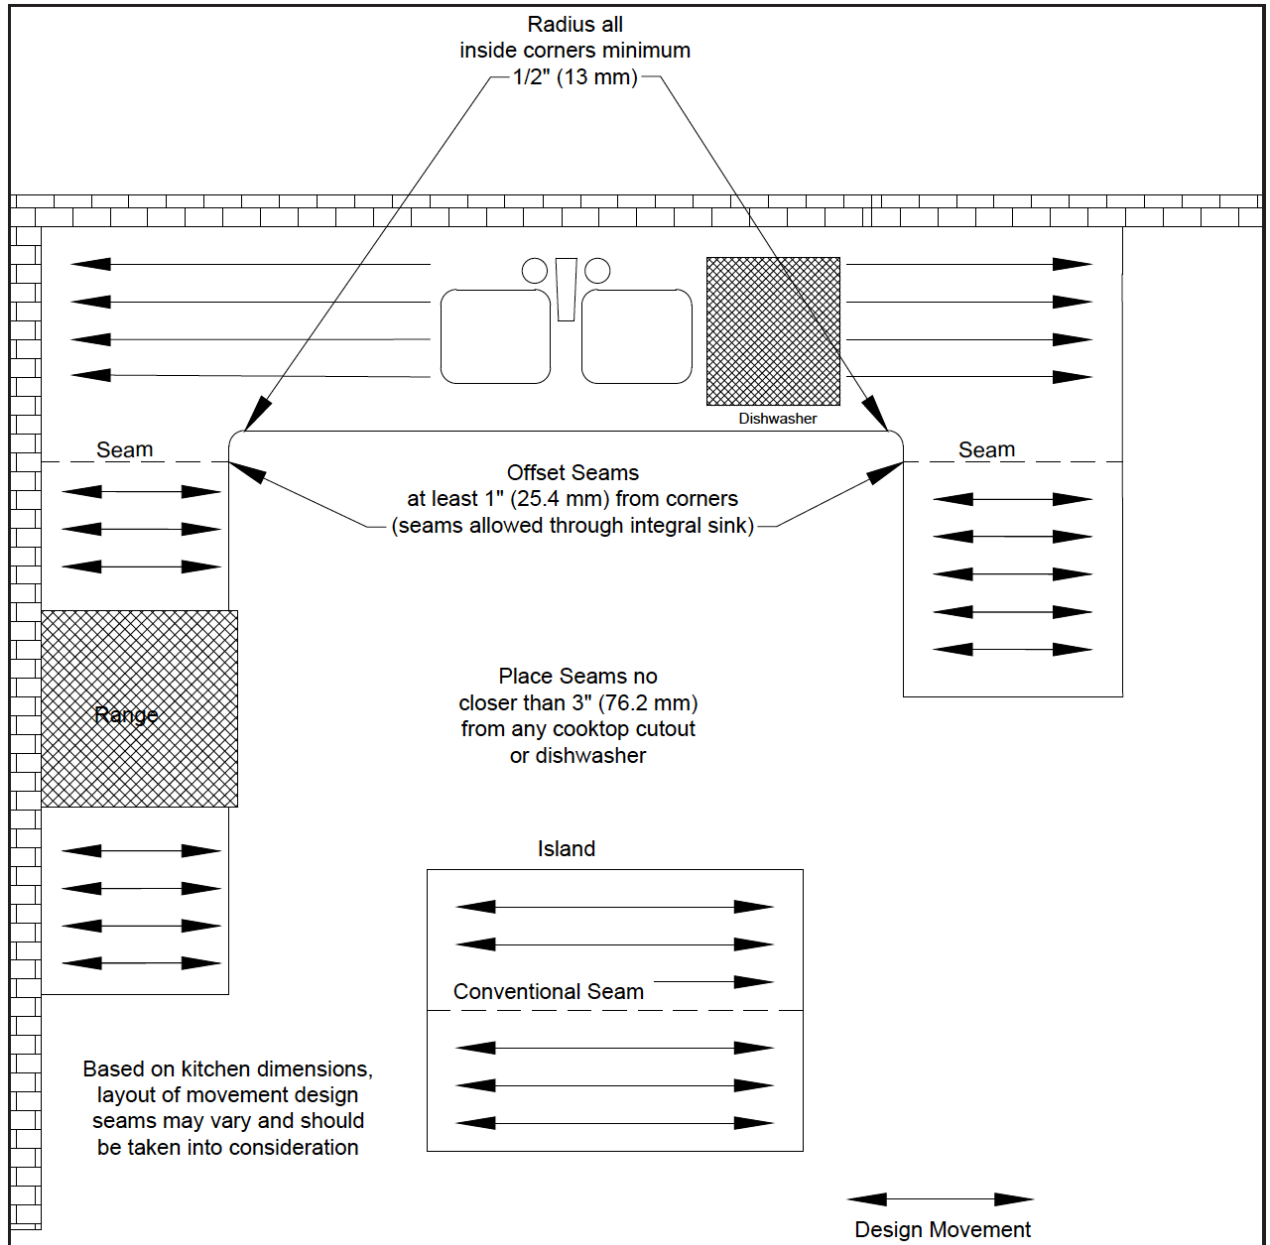 Radius all
inside corners minimum
1/2" (13 mm)
Dishwasher
Seam
Seam
Offset Seams
at least 1" (25.4 mm) from corners
(seams allowed through integral sink)
Range
Place Seams no
closer than 3" (76.2 mm)
from any cooktop cutout
or dishwasher
Island
Conventional Seam
Based on kitchen dimensions,
layout of movement design
seams may vary and should
be taken into consideration
Design Movement